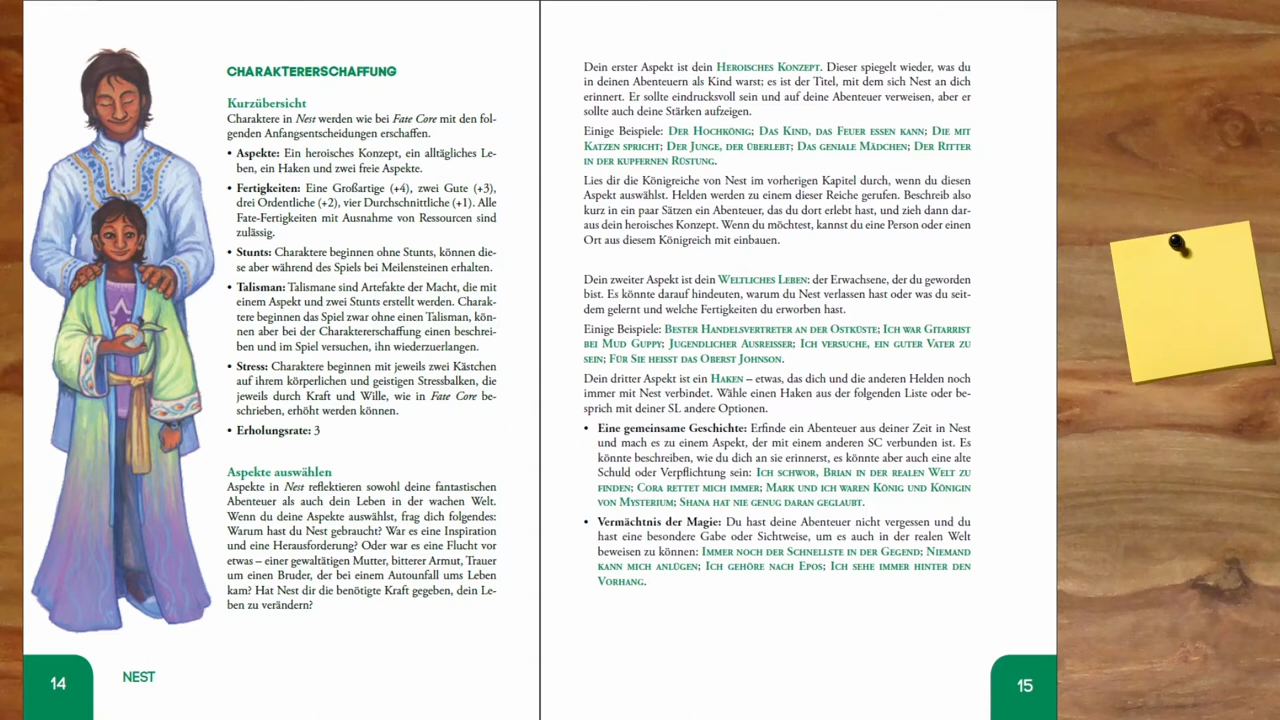 CHARAKTERERSCHAFFUNG
Kurzübersicht
Charaktere in Nest werden wie bei Fate Core mit den fol-
genden Anfangsentscheidungen erschaffen.
• Aspekte: Ein heroisches Konzept, ein alltägliches Le-
ben, ein Haken und zwei freie Aspekte.
• Fertigkeiten: Eine Großartige (+4), zwei Gute (+3),
drei Ordentliche (+2), vier Durchschnittliche (+1). Alle
Fate-Fertigkeiten mit Ausnahme von Ressourcen sind
zulässig.
• Stunts: Charaktere beginnen ohne Stunts, können die-
se aber während des Spiels bei Meilensteinen erhalten.
• Talisman: Talismane sind Artefakte der Macht, die mit
einem Aspekt und zwei Stunts erstellt werden. Charak-
tere beginnen das Spiel zwar ohne einen Talisman, kön-
nen aber bei der Charaktererschaffung einen beschrei-
ben und im Spiel versuchen, ihn wiederzuerlangen.
• Stress: Charaktere beginnen mit jeweils zwei Kästchen
auf ihrem körperlichen und geistigen Stressbalken, die
jeweils durch Kraft und Wille, wie in Fate Core be-
schrieben, erhöht werden können.
• Erholungsrate: 3
Aspekte auswählen
Aspekte in Nest reflektieren sowohl deine fantastischen
Abenteuer als auch dein Leben in der wachen Welt.
Wenn du deine Aspekte auswählst, frag dich folgendes:
Warum hast du Nest gebraucht? War es eine Inspiration
und eine Herausforderung? Oder war es eine Flucht vor
etwas – einer gewaltätigen Mutter, bitterer Armut, Trauer
um einen Bruder, der bei einem Autounfall ums Leben
kam? Hat Nest dir die benötigte Kraft gegeben, dein Le-
ben zu verändern?
14
NEST
Dein erster Aspekt ist dein HEROISCHES KONZEPT. Dieser spiegelt wieder, was du
in deinen Abenteuern als Kind warst; es ist der Titel, mit dem sich Nest an dich
erinnert. Er sollte eindrucksvoll sein und auf deine Abenteuer verweisen, aber er
sollte auch deine Stärken aufzeigen.
Einige Beispiele: DER HOCHKÖNIG; DAS KIND, DAS FEUER ESSEN KANN; DIE MIT
KATZEN SPRICHT; DER JUNGE, DER ÜBERLEBT; DAS GENIALE MÄDCHEN; DER RITTER
IN DER KUPFERNEN RÜSTUNG.
Lies dir die Königreiche von Nest im vorherigen Kapitel durch, wenn du diesen
Aspekt auswählst. Helden werden zu einem dieser Reiche gerufen. Beschreib also
kurz in ein paar Sätzen ein Abenteuer, das du dort erlebt hast, und zieh dann dar-
aus dein heroisches Konzept. Wenn du möchtest, kannst du eine Person oder einen
Ort aus diesem Königreich mit einbauen.
Dein zweiter Aspekt ist dein WELTLICHES LEBEN: der Erwachsene, der du geworden
bist. Es könnte darauf hindeuten, warum du Nest verlassen hast oder was du seit-
dem gelernt und welche Fertigkeiten du erworben hast.
Einige Beispiele: BESTER HANDELSVERTRETER AN DER OSTKÜSTE; ICH WAR GITARRIST
BEI MUD GUPPY; JUGENDLICHER AUSREISSER; ICH VERSUCHE, EIN GUTER VATER ZU
SEIN; FÜR SIE HEISST DAS OBERST JOHNSON.
Dein dritter Aspekt ist ein HAKEN – etwas, das dich und die anderen Helden noch
immer mit Nest verbindet. Wähle einen Haken aus der folgenden Liste oder be-
sprich mit deiner SL andere Optionen.
• Eine gemeinsame Geschichte: Erfinde ein Abenteuer aus deiner Zeit in Nest
und mach es zu einem Aspekt, der mit einem anderen SC verbunden ist. Es
könnte beschreiben, wie du dich an sie erinnerst, es könnte aber auch eine alte
Schuld oder Verpflichtung sein: ICH SCHWOR, BRIAN IN DER REALEN WELT ZU
FINDEN; CORA RETTET MICH IMMER; MARK UND ICH WAREN KÖNIG UND KÖNIGIN
VON MYSTERIUM; SHANA HAT NIE GENUG DARAN GEGLAUBT.
• Vermächtnis der Magie: Du hast deine Abenteuer nicht vergessen und du
hast eine besondere Gabe oder Sichtweise, um es auch in der realen Welt
beweisen zu können: IMMER NOCH DER SCHNELLSTE IN DER GEGEND; NIEMAND
KANN MICH ANLÜGEN; ICH GEHÖRE NACH EPOS; ICH SEHE IMMER HINTER DEN
VORHANG.
15